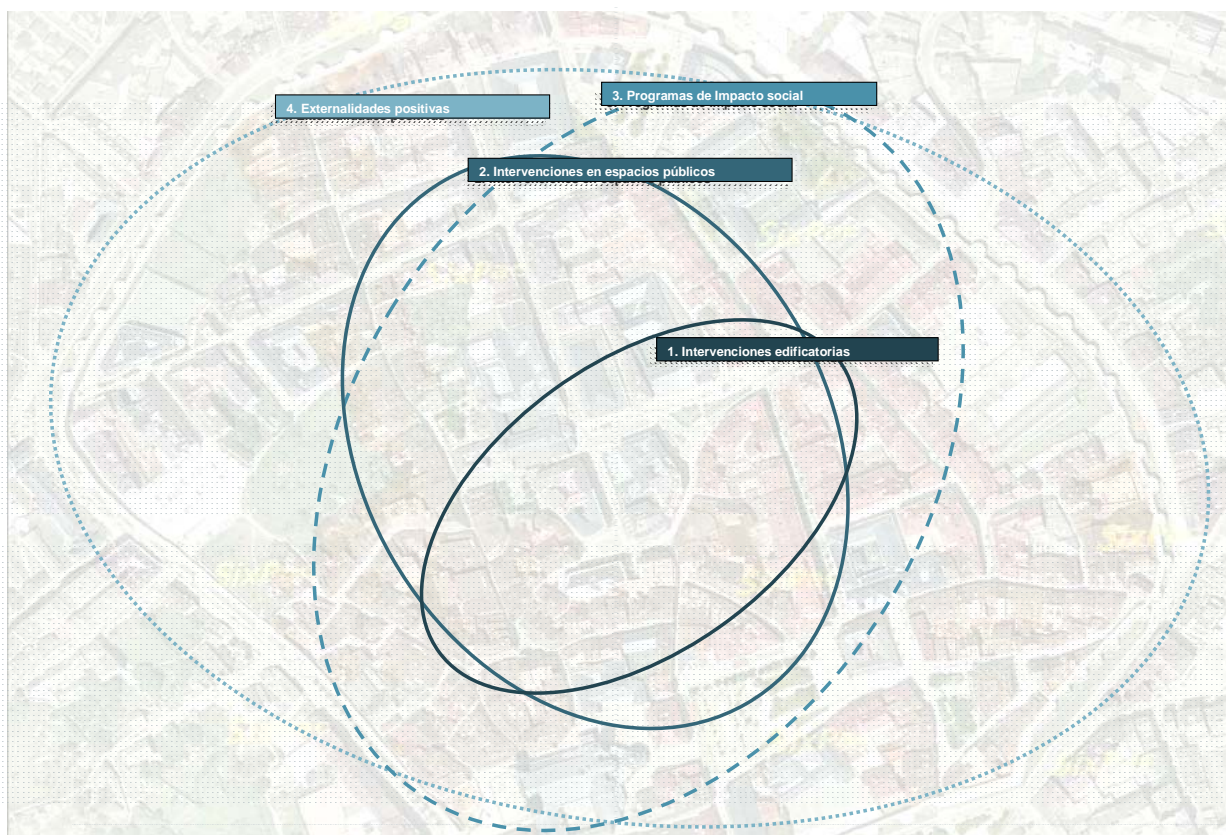 3. Programas de Impacto social
4. Externalidades positivas
2. Intervenciones en espacios públicos
1. Intervenciones edificatorias